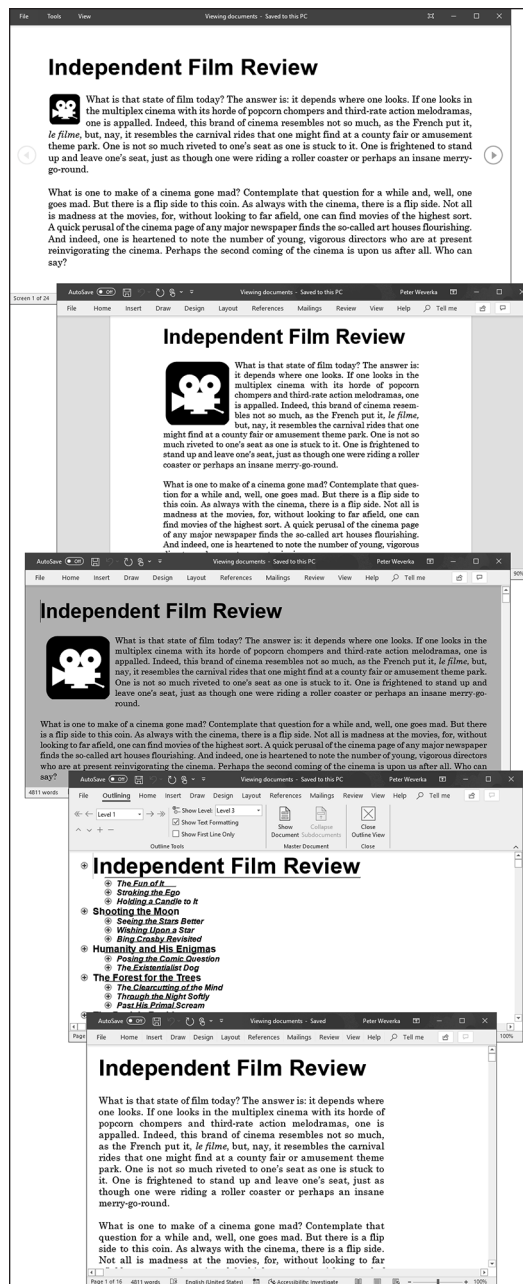 File Tools View Viewing documents - Saved to this PC
Independent Film Review
What is that state of film today? The answer is: it depends where one looks. If one looks in
the multiplex cinema with its horde of popcorn chompers and third-rate action melodramas,
one is appalled. Indeed, this brand of cinema resembles not so much, as the French put it,
le filme, but, nay, it resembles the carnival rides that one might find at a county fair or amusement
theme park. One is not so much riveted to one's seat as one is stuck to it. One is frightened to stand
up and leave one's seat, just as though one were riding a roller coaster or perhaps an insane merry-
go-round.
What is one to make of a cinema gone mad? Contemplate that question for a while and, well, one
goes mad. But there is a flip side to this coin. As always with the cinema, there is a flip side. Not all
is madness at the movies, for, without looking to far afield, one can find movies of the highest sort.
A quick perusal of the cinema page of any major newspaper finds the so-called art houses flourishing.
And indeed, one is heartened to note the number of young, vigorous directors who are at present
reinvigorating the cinema. Perhaps the second coming of the cinema is upon us after all. Who can
say?
Screen 1 of 24
AutoSave Off Viewing documents - Saved to this PC Peter Weverka
File Home Insert Draw Design Layout References Mailings Review View Help Tell me
Independent Film Review
What is that state of film today? The answer is:
it depends where one looks. If one looks in the
multiplex cinema with its horde of popcorn
chompers and third-rate action melodramas, one
is appalled. Indeed, this brand of cinema resem-
bles not so much, as the French put it, le filme,
but, nay, it resembles the carnival rides that one
might find at a county fair or amusement theme park. One is not so
much riveted to one's seat as one is stuck to it. One is frightened to
stand up and leave one's seat, just as though one were riding a roller
coaster or perhaps an insane merry-go-round.
What is one to make of a cinema gone mad? Contemplate that ques-
tion for a while and, well, one goes mad. But there is a flip side to
this coin. As always with the cinema, there is a flip side. Not all is
madness at the movies, for, without looking to far afield, one can
find movies of the highest sort. A quick perusal of the cinema page
of any major newspaper finds the so-called art houses flourishing.
And indeed, one is heartened to note the number of young, vigorous
90%
AutoSave Off Viewing documents - Saved to this PC Peter Weverka
File Home Insert Draw Design Layout References Mailings Review View Help Tell me
Independent Film Review
What is that state of film today? The answer is: it depends where one looks. If one looks in the
multiplex cinema with its horde of popcorn chompers and third-rate action melodramas, one is
appalled. Indeed, this brand of cinema resembles not so much, as the French put it, le filme, but,
nay, it resembles the carnival rides that one might find at a county fair or amusement theme park.
One is not so much riveted to one's seat as one is stuck to it. One is frightened to stand up and
leave one's seat, just as though one were riding a roller coaster or perhaps an insane merry-go-
round.
What is one to make of a cinema gone mad? Contemplate that question for a while and, well, one goes mad. But there
is a flip side to this coin. As always with the cinema, there is a flip side. Not all is madness at the movies, for, without
looking to far afield, one can find movies of the highest sort. A quick perusal of the cinema page of any major newspaper
finds the so-called art houses flourishing. And indeed, one is heartened to note the number of young, vigorous directors
who are at present reinvigorating the cinema. Perhaps the second coming of the cinema is upon us after all. Who can
say?
4811 words
AutoSave Off Viewing documents - Saved to this PC Peter Weverka
File Outlining Home Insert Draw Design Layout References Mailings Review View Help Tell me
Level 1 Show Level: Level 3
Show Text Formatting
Show First Line Only
Show Document
Collapse Subdocuments
Close Outline View
Outline Tools Master Document Close
Independent Film Review
The Fun of It
Stroking the Ego
Holding a Candle to It
Shooting the Moon
Seeing the Stars Better
Wishing Upon a Star
Bing Crosby Revisited
Humanity and His Enigmas
Posing the Comic Question
The Existentialist Dog
The Forest for the Trees
The Clearcutting of the Mind
Through the Night Softly
Past His Primal Scream
Page 100%
AutoSave Off Viewing documents - Saved Peter Weverka
File Home Insert Draw Design Layout References Mailings Review View Help Tell me
Independent Film Review
What is that state of film today? The answer is: it depends where
one looks. If one looks in the multiplex cinema with its horde of
popcorn chompers and third-rate action melodramas, one is
appalled. Indeed, this brand of cinema resembles not so much,
as the French put it, le filme, but, nay, it resembles the carnival
rides that one might find at a county fair or amusement theme
park. One is not so much riveted to one's seat as one is stuck to
it. One is frightened to stand up and leave one's seat, just as
though one were riding a roller coaster or perhaps an insane
merry-go-round.
What is one to make of a cinema gone mad? Contemplate that
question for a while and, well, one goes mad. But there is a flip
side to this coin. As always with the cinema, there is a flip side.
Not all is madness at the movies, for, without looking to far
Page 1 of 16 4811 words English (United States) Accessibility: Investigate 100%